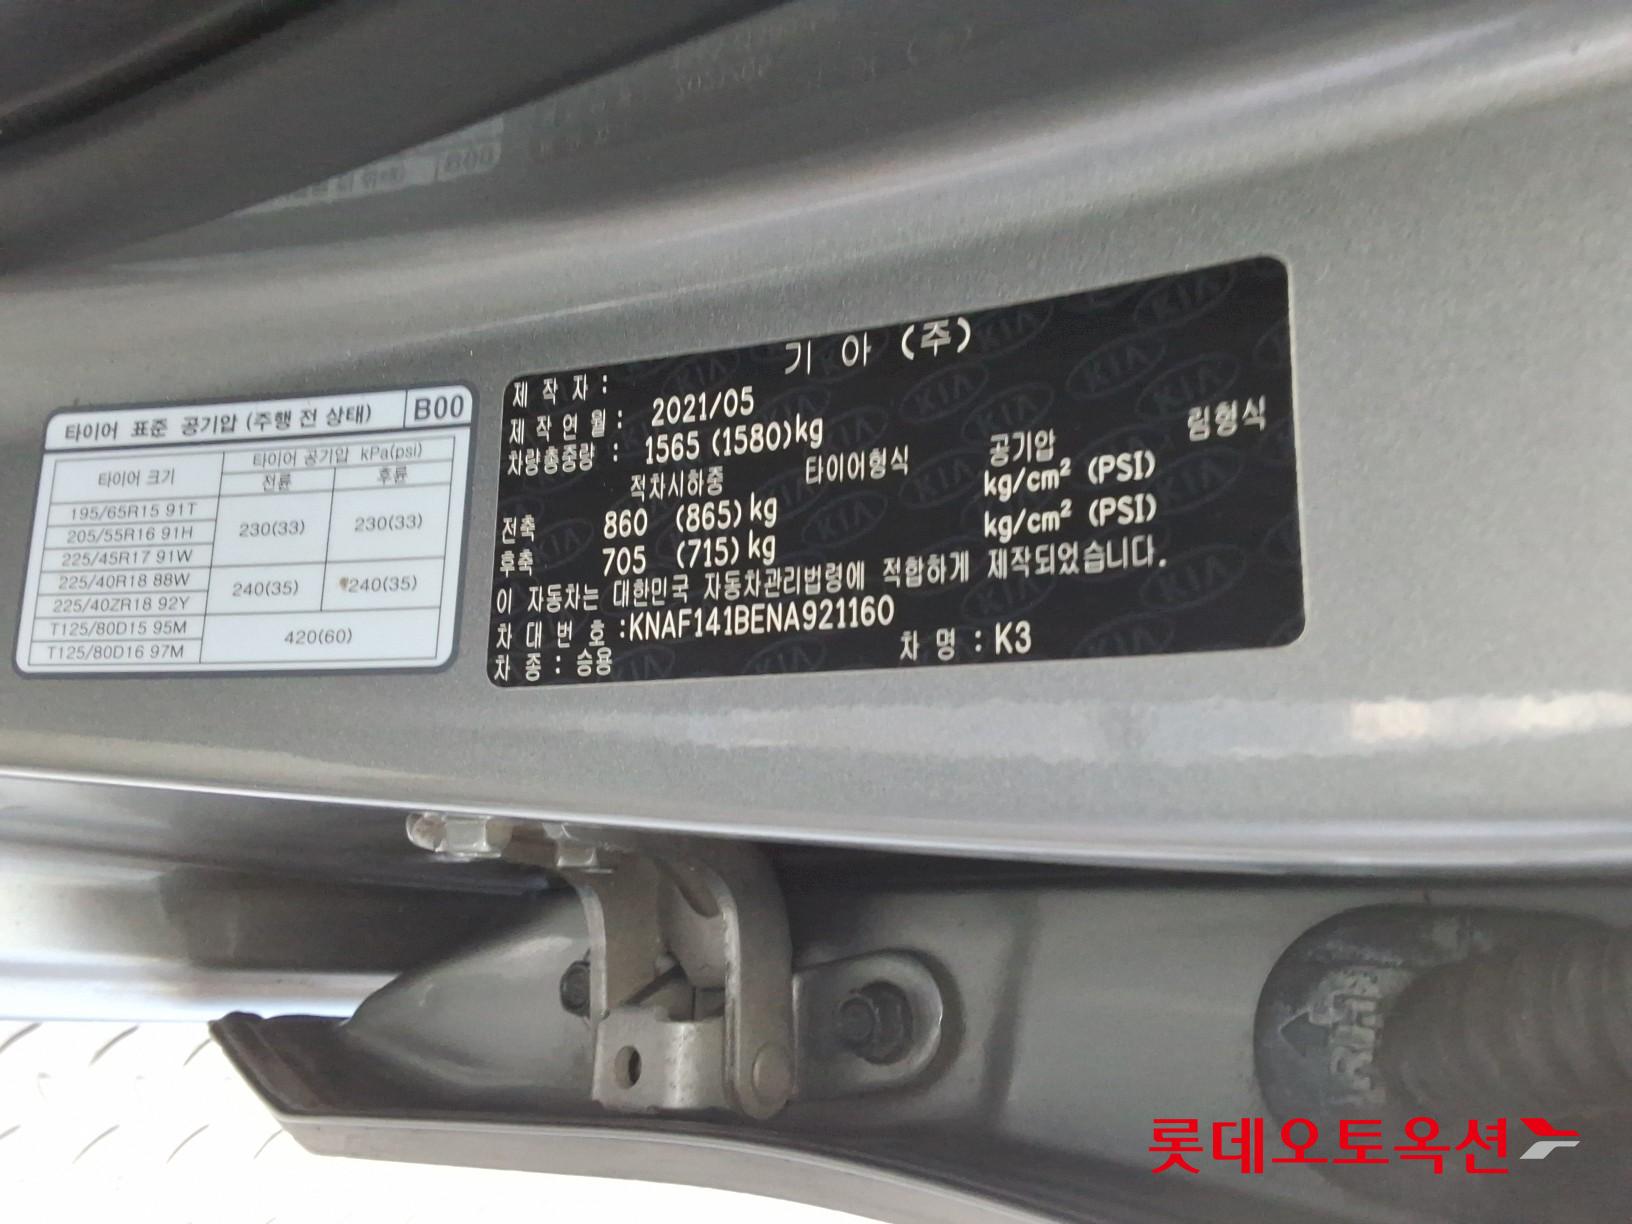 타이어 표준 공기압 (주행 전 상태) B00
타이어 크기 타이어 공기압 kPa(psi)
전륜 후륜
195/65R15 91T
205/55R16 91H 230(33) 230(33)
225/45R17 91W
225/40R18 88W 240(35) 240(35)
225/40ZR18 92Y
T125/80D15 95M 420(60)
T125/80D16 97M
제 작 자 : 기 아 (주)
제 작 연 월 : 2021/05
차량총중량 : 1565 (1580)kg
적차시하중 타이어형식 공기압 림형식
전축 860 (865)kg kg/cm² (PSI)
후축 705 (715)kg kg/cm² (PSI)
이 자동차는 대한민국 자동차관리법령에 적합하게 제작되었습니다.
차 대 번 호 :KNAF141BENA921160
차 종 : 승용 차 명 : K3
롯데오토옥션